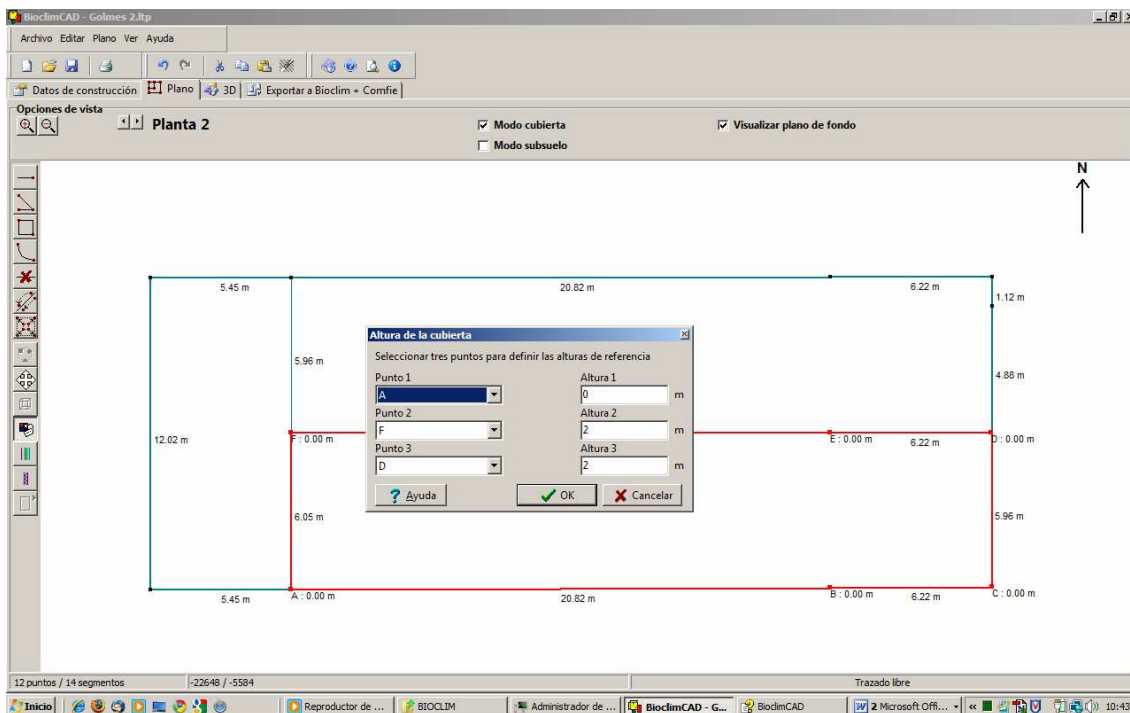 BioclimCAD - Golmes 2.ltp
Archivo Editar Plano Ver Ayuda
Datos de construcción Plano 3D Exportar a Bioclim + Comfie
Opciones de vista
Planta 2
Modo cubierta
Visualizar plano de fondo
Modo subsuelo
N
5.45 m
20.82 m
6.22 m
1.12 m
Altura de la cubierta
Seleccionar tres puntos para definir las alturas de referencia
5.96 m
Punto 1
Altura 1
4.88 m
A
0
m
Punto 2
Altura 2
F
2
m
12.02 m
F : 0.00 m
E : 0.00 m
6.22 m
D : 0.00 m
Punto 3
Altura 3
D
2
m
Ayuda
OK
Cancelar
6.05 m
5.96 m
5.45 m
A : 0.00 m
20.82 m
B : 0.00 m
6.22 m
C : 0.00 m
12 puntos / 14 segmentos
-22648 / -5584
Trazado libre
Inicio
Reproductor de ...
BIOCLIM
Administrador de ...
BioclimCAD - G...
BioclimCAD
2 Microsoft Offi...
10:43